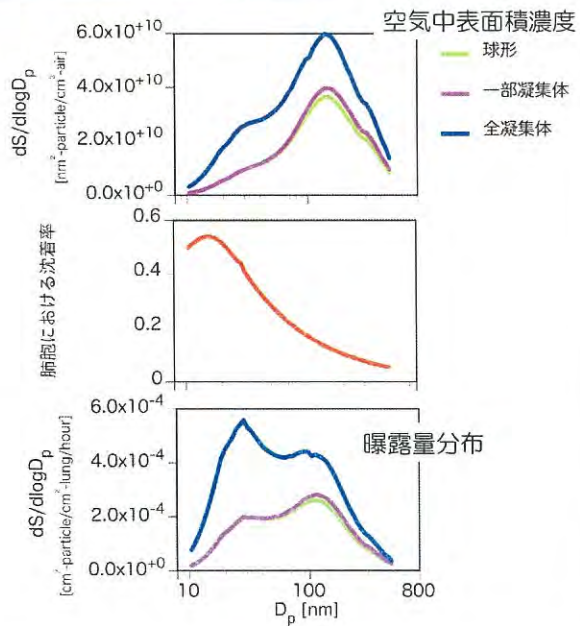 空気中表面積濃度
球形
一部凝集体
全凝集体
dS/dlogDp
[nm²-particle/cm³-air]
6.0x10+10
4.0x10+10
2.0x10+10
0.0x10+0
肺胞における沈着率
0.6
0.4
0.2
0
曝露量分布
dS/dlogDp
[cm²-particle/cm²-lung/hour]
6.0x10-4
4.0x10-4
2.0x10-4
0.0x10+0
10
100
800
Dp [nm]